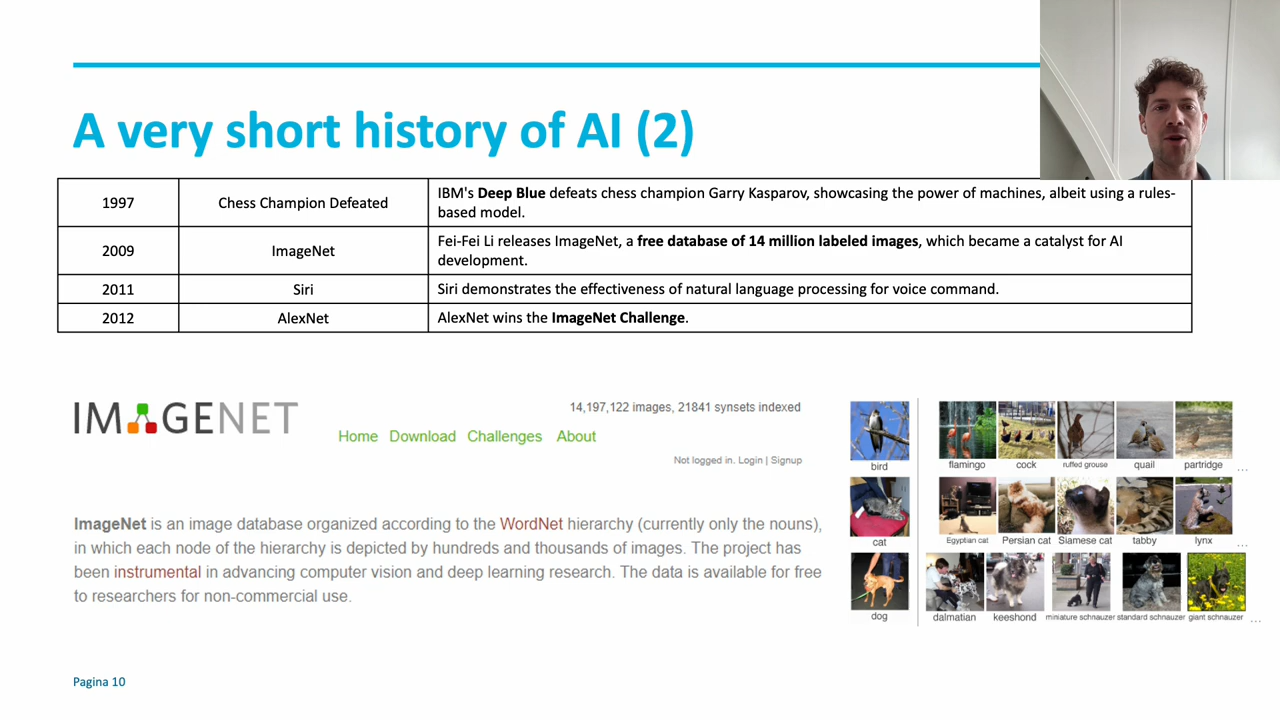 A very short history of AI (2)
1997
Chess Champion Defeated
IBM's Deep Blue defeats chess champion Garry Kasparov, showcasing the power of machines, albeit using a rules-
based model.
2009
ImageNet
Fei-Fei Li releases ImageNet, a free database of 14 million labeled images, which became a catalyst for AI
development.
2011
Siri
Siri demonstrates the effectiveness of natural language processing for voice command.
2012
AlexNet
AlexNet wins the ImageNet Challenge.
IMAGENET
14,197,122 images, 21841 synsets indexed
Home Download Challenges About
Not logged in. Login | Signup
ImageNet is an image database organized according to the WordNet hierarchy (currently only the nouns),
in which each node of the hierarchy is depicted by hundreds and thousands of images. The project has
been instrumental in advancing computer vision and deep learning research. The data is available for free
to researchers for non-commercial use.
bird
flamingo cock ruffed grouse quail partridge ...
cat
Egyptian cat Persian cat Siamese cat tabby lynx ...
dog
dalmatian keeshond miniature schnauzer standard schnauzer giant schnauzer ...
Pagina 10